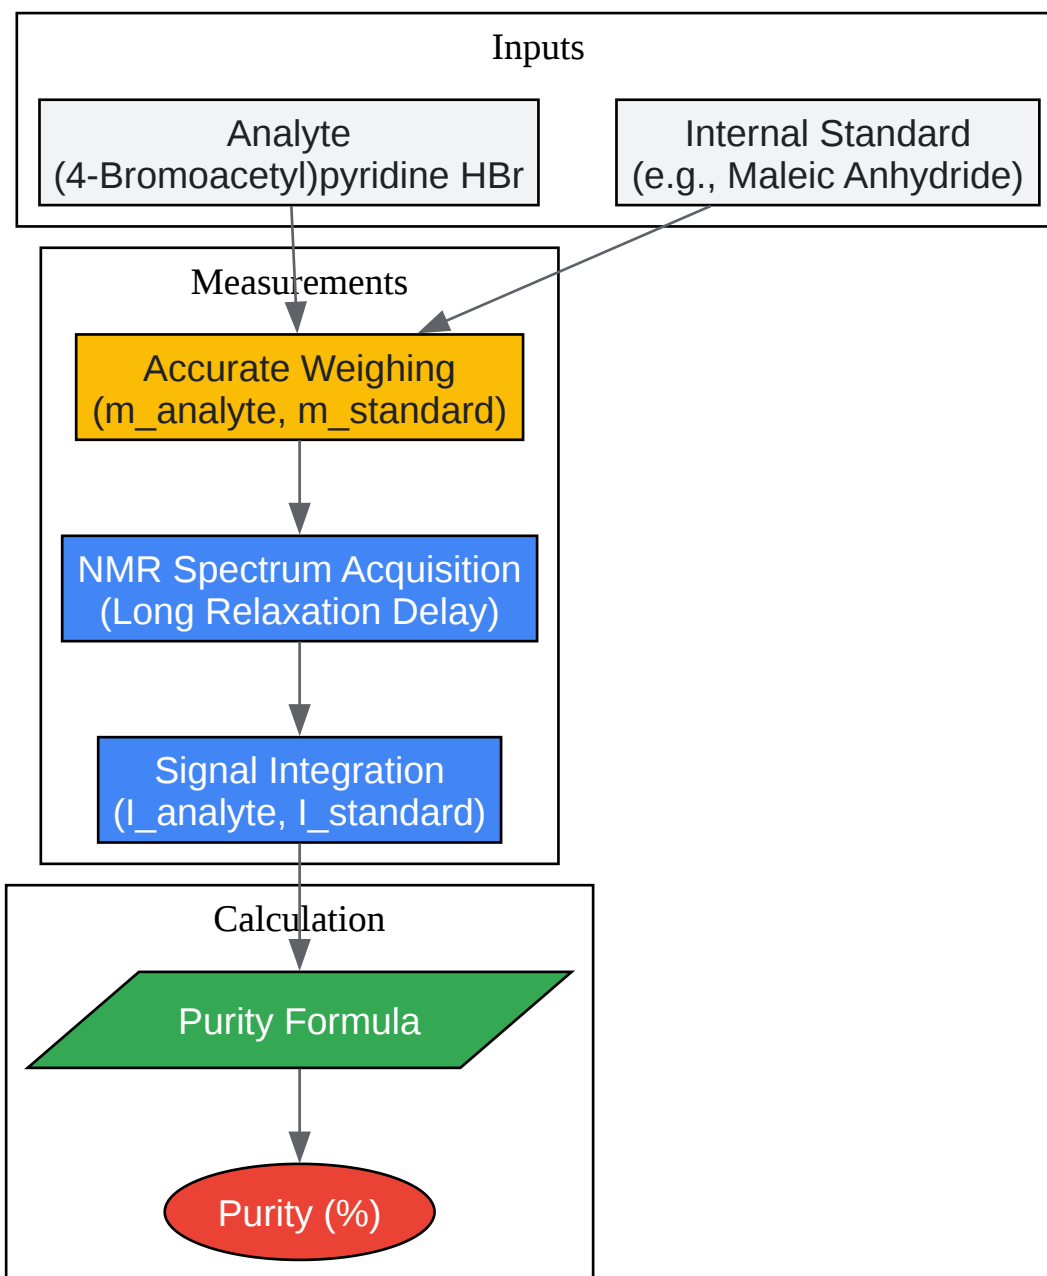 Inputs
Analyte
(4-Bromoacetyl)pyridine HBr
Internal Standard
(e.g., Maleic Anhydride)
Measurements
Accurate Weighing
(m_analyte, m_standard)
NMR Spectrum Acquisition
(Long Relaxation Delay)
Signal Integration
(I_analyte, I_standard)
Calculation
Purity Formula
Purity (%)